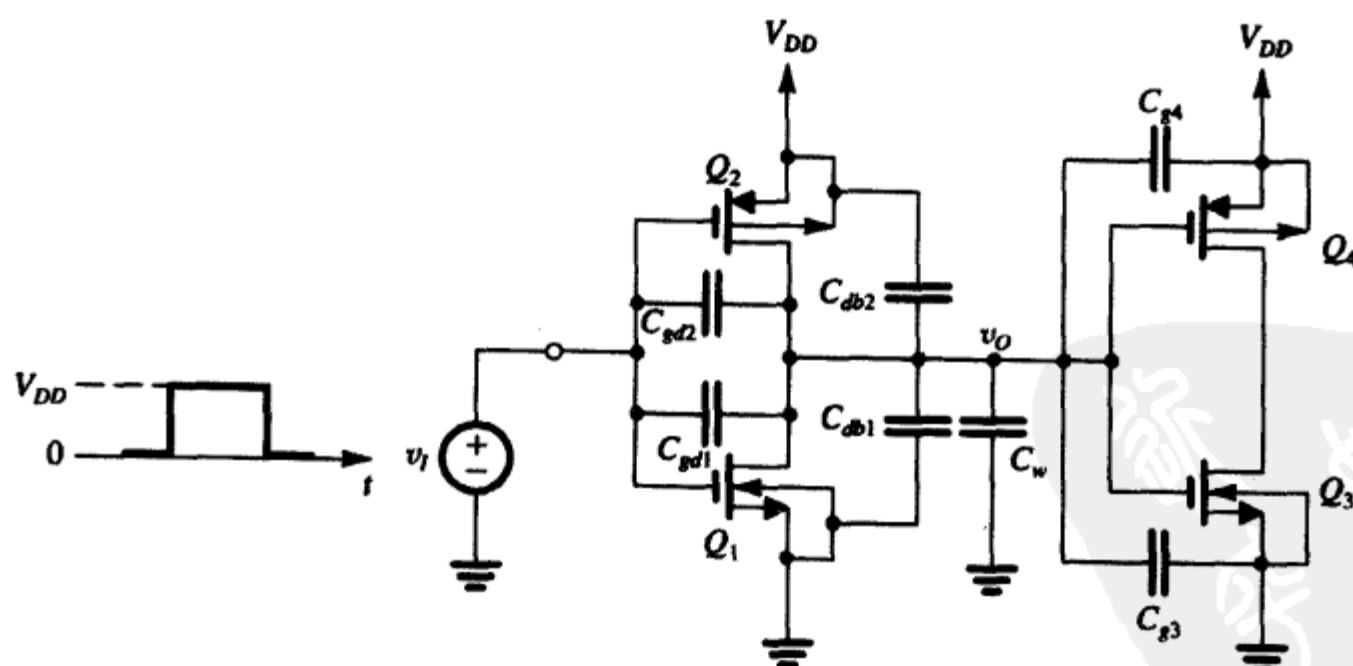 V_DD
V_DD
C_g4
Q_2
Q_4
C_gd2
C_db2
v_O
V_DD
0
t
v_I
+
−
C_gd1
C_db1
C_w
Q_1
Q_3
C_g3